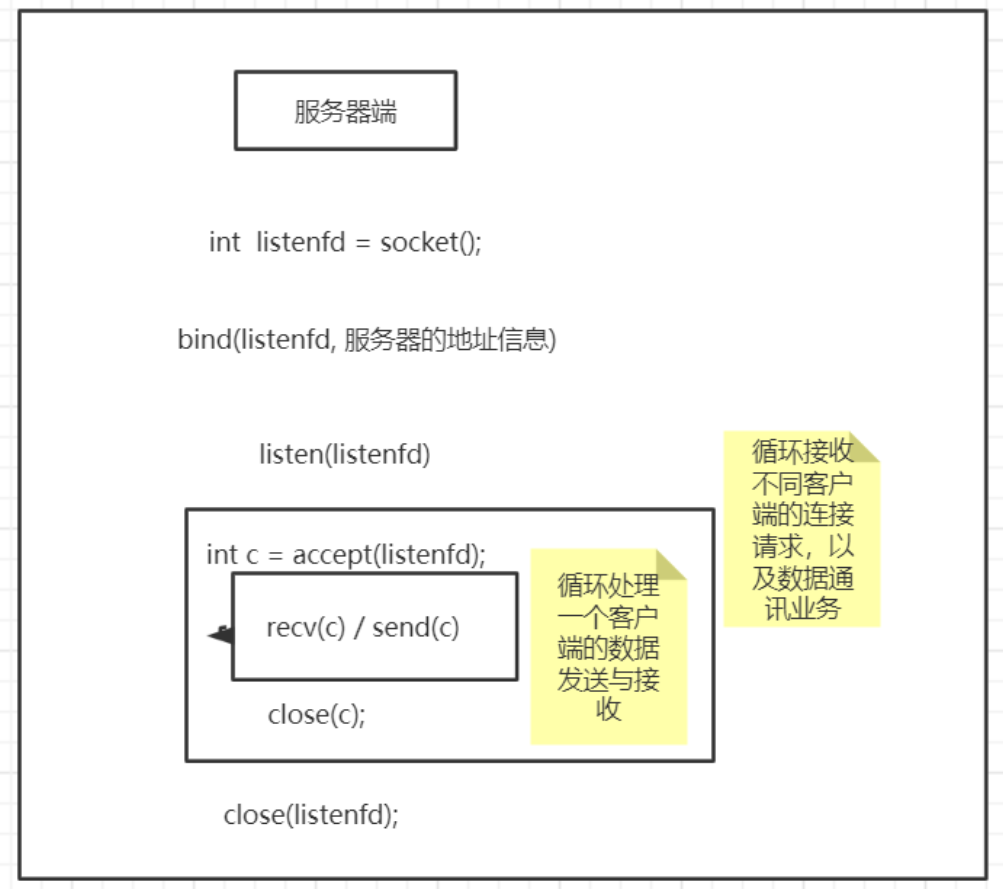 服务器端
int  listenfd = socket();
bind(listenfd, 服务器的地址信息)
listen(listenfd)
循环接收
不同客户
端的连接
请求，以
及数据通
讯业务
int c = accept(listenfd);
循环处理
一个客户
端的数据
发送与接
收
recv(c) / send(c)
close(c);
close(listenfd);